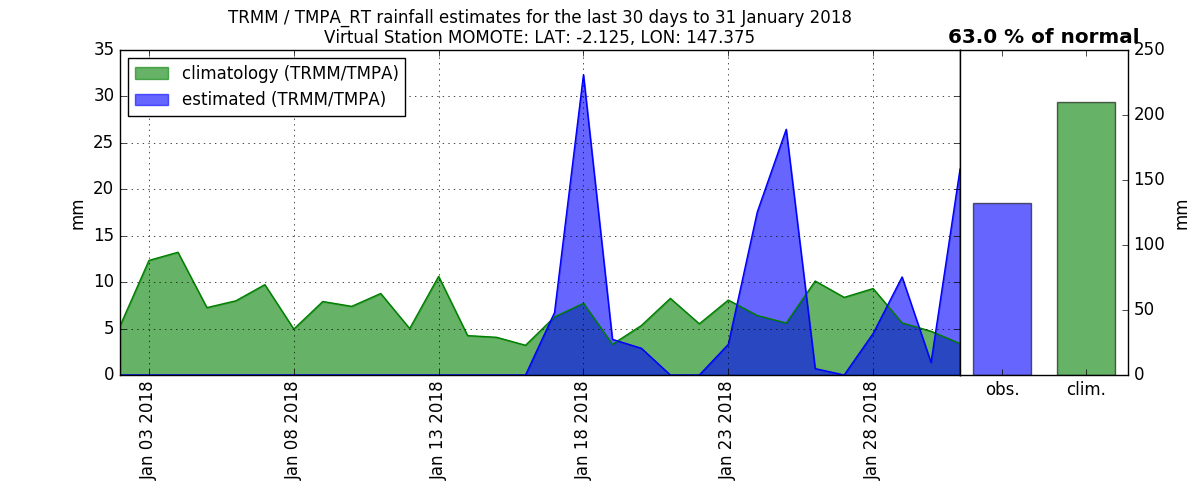 TRMM / TMPA_RT rainfall estimates for the last 30 days to 31 January 2018
Virtual Station MOMOTE: LAT: -2.125, LON: 147.375
63.0 % of normal
climatology (TRMM/TMPA)
estimated (TRMM/TMPA)
35
30
25
20
15
10
5
0
mm
Jan 03 2018
Jan 08 2018
Jan 13 2018
Jan 18 2018
Jan 23 2018
Jan 28 2018
250
200
150
100
50
0
mm
obs.
clim.